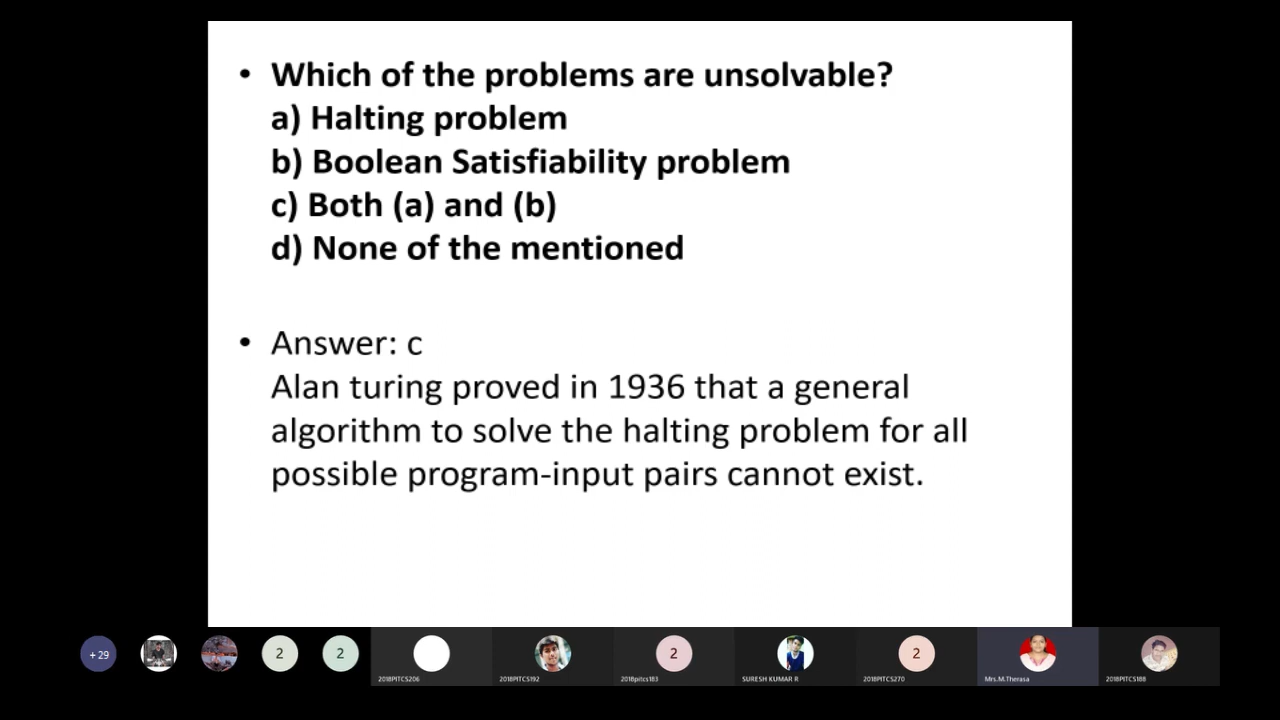 • Which of the problems are unsolvable?
a) Halting problem
b) Boolean Satisfiability problem
c) Both (a) and (b)
d) None of the mentioned
• Answer: c
Alan turing proved in 1936 that a general
algorithm to solve the halting problem for all
possible program-input pairs cannot exist.
+ 29
2
2
2
2
2018PITCS206
2018PITCS192
2018pitcs183
SURESH KUMAR R
2018PITCS270
Mrs.M.Therasa
2018PITCS188